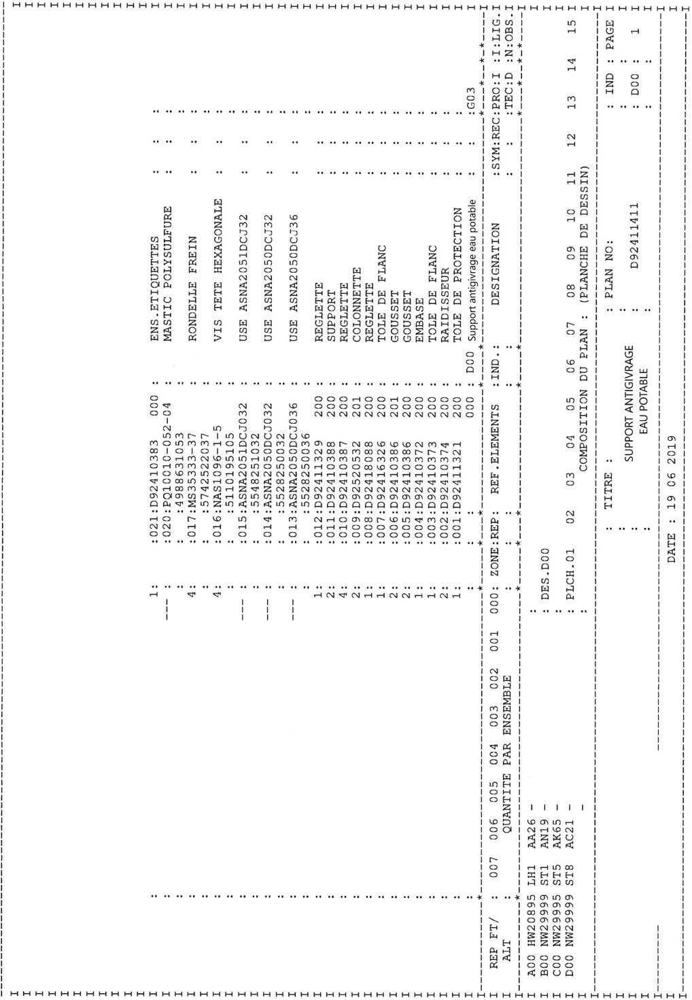 1: :021:D92410383 000 : ENS.ETIQUETTES : : :
--- :020:PQ10010-052-04 : MASTIC POLYSULFURE : : :
: :4988631053 :
4: :017:MS35333-37 : RONDELLE FREIN : : :
: :5742522037 :
4: :016:NAS1096-1-5 : VIS TETE HEXAGONALE : : :
: :5110195105 :
--- :015:ASNA2051DCJ032 : USE ASNA2051DCJ32 : : :
: :5548251032 :
--- :014:ASNA2050DCJ032 : USE ASNA2050DCJ32 : : :
: :5528250032 :
--- :013:ASNA2050DCJ036 : USE ASNA2050DCJ36 : : :
: :5528250036 :
1: :012:D92411329 200 : REGLETTE : : :
2: :011:D92410388 200 : SUPPORT : : :
4: :010:D92410387 200 : REGLETTE : : :
2: :009:D92520532 201 : COLONNETTE : : :
1: :008:D92418088 200 : REGLETTE : : :
1: :007:D92416326 200 : TOLE DE FLANC : : :
2: :006:D92410386 201 : GOUSSET : : :
2: :005:D92410386 200 : GOUSSET : : :
1: :004:D92410372 200 : EMBASE : : :
1: :003:D92410373 200 : TOLE DE FLANC : : :
2: :002:D92410374 200 : RAIDISSEUR : : :
1: :001:D92411321 200 : TOLE DE PROTECTION : : :
: : : 000 : D00 Support antigivrage eau potable : : :G03
REP FT/ : 007 006 005 004 003 002 001 000: ZONE:REP: REF.ELEMENTS :IND.: DESIGNATION :SYM:REC:PRO:I :I:LIG.I
ALT : QUANTITE PAR ENSEMBLE : : : : : : :TEC:D :N:OBS.I
A00 HW20895 LH1 AA26 - :
B00 NW29999 ST1 AN19 - : DES.D00
C00 NW29995 ST5 AK65 - :
D00 NW29999 ST8 AC21 - : PLCH.01 02 03 04 05 06 07 08 09 10 11 12 13 14 15
- : COMPOSITION DU PLAN : (PLANCHE DE DESSIN)
: TITRE : : PLAN NO: : IND : PAGE
: SUPPORT ANTIGIVRAGE : : :
: EAU POTABLE : D92411411 : D00 : 1
DATE : 19 06 2019